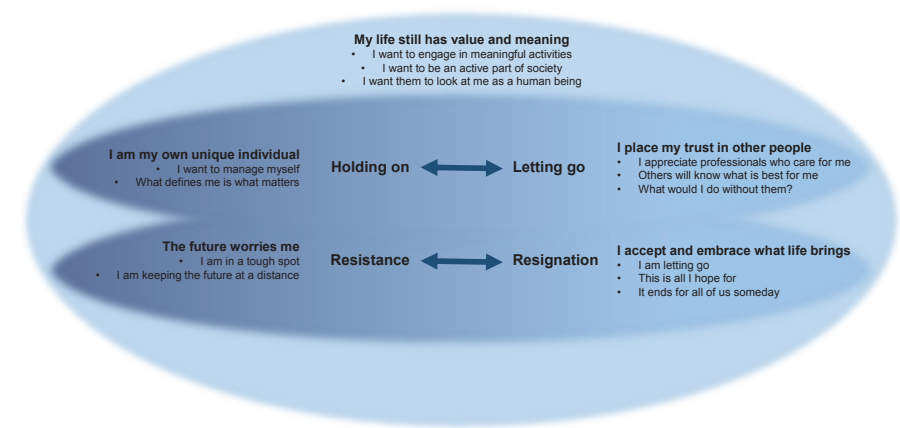 My life still has value and meaning
• I want to engage in meaningful activities
• I want to be an active part of society
• I want them to look at me as a human being
I am my own unique individual
• I want to manage myself
• What defines me is what matters
Holding on
Letting go
I place my trust in other people
• I appreciate professionals who care for me
• Others will know what is best for me
• What would I do without them?
The future worries me
• I am in a tough spot
• I am keeping the future at a distance
Resistance
Resignation
I accept and embrace what life brings
• I am letting go
• This is all I hope for
• It ends for all of us someday